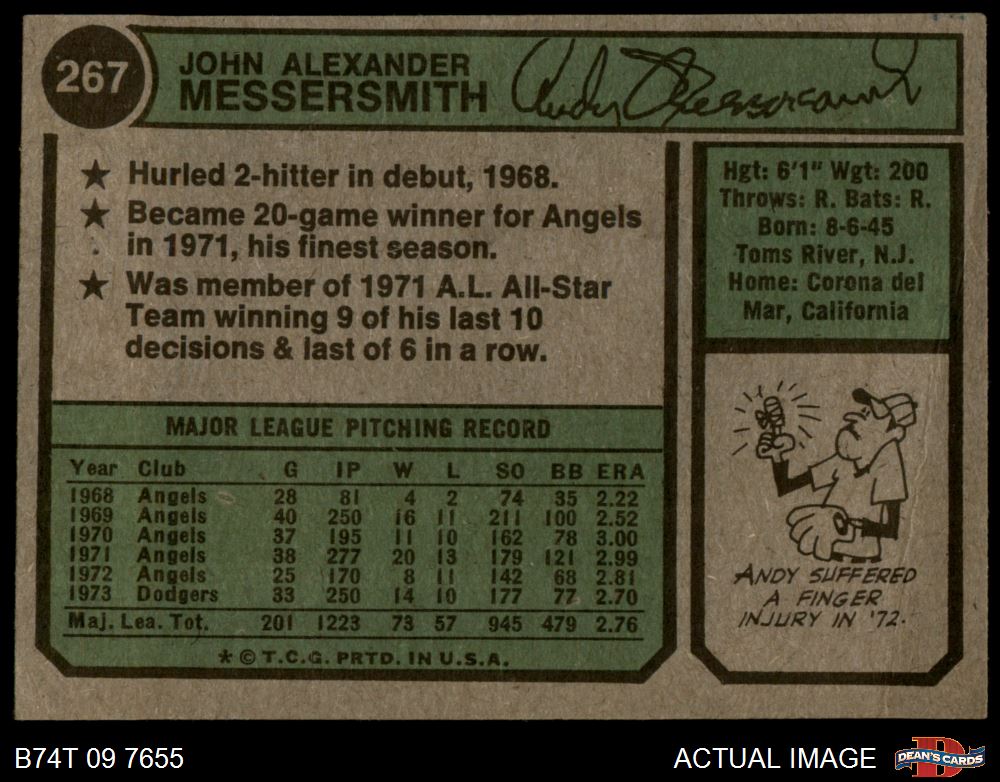 267
JOHN ALEXANDER
MESSERSMITH
Andy Messersmith
★ Hurled 2-hitter in debut, 1968.
★ Became 20-game winner for Angels
in 1971, his finest season.
★ Was member of 1971 A.L. All-Star
Team winning 9 of his last 10
decisions & last of 6 in a row.
MAJOR LEAGUE PITCHING RECORD
Year Club G IP W L SO BB ERA
1968 Angels 28 81 4 2 74 35 2.22
1969 Angels 40 250 16 11 211 100 2.52
1970 Angels 37 195 11 10 162 78 3.00
1971 Angels 38 277 20 13 179 121 2.99
1972 Angels 25 170 8 11 142 68 2.81
1973 Dodgers 33 250 14 10 177 77 2.70
Maj. Lea. Tot. 201 1223 73 57 945 479 2.76
* © T.C.G. PRTD. IN U.S.A.
Hgt: 6'1" Wgt: 200
Throws: R. Bats: R.
Born: 8-6-45
Toms River, N.J.
Home: Corona del
Mar, California
ANDY SUFFERED
A FINGER
INJURY IN '72.
B74T 09 7655
ACTUAL IMAGE
D
DEAN'S CARDS